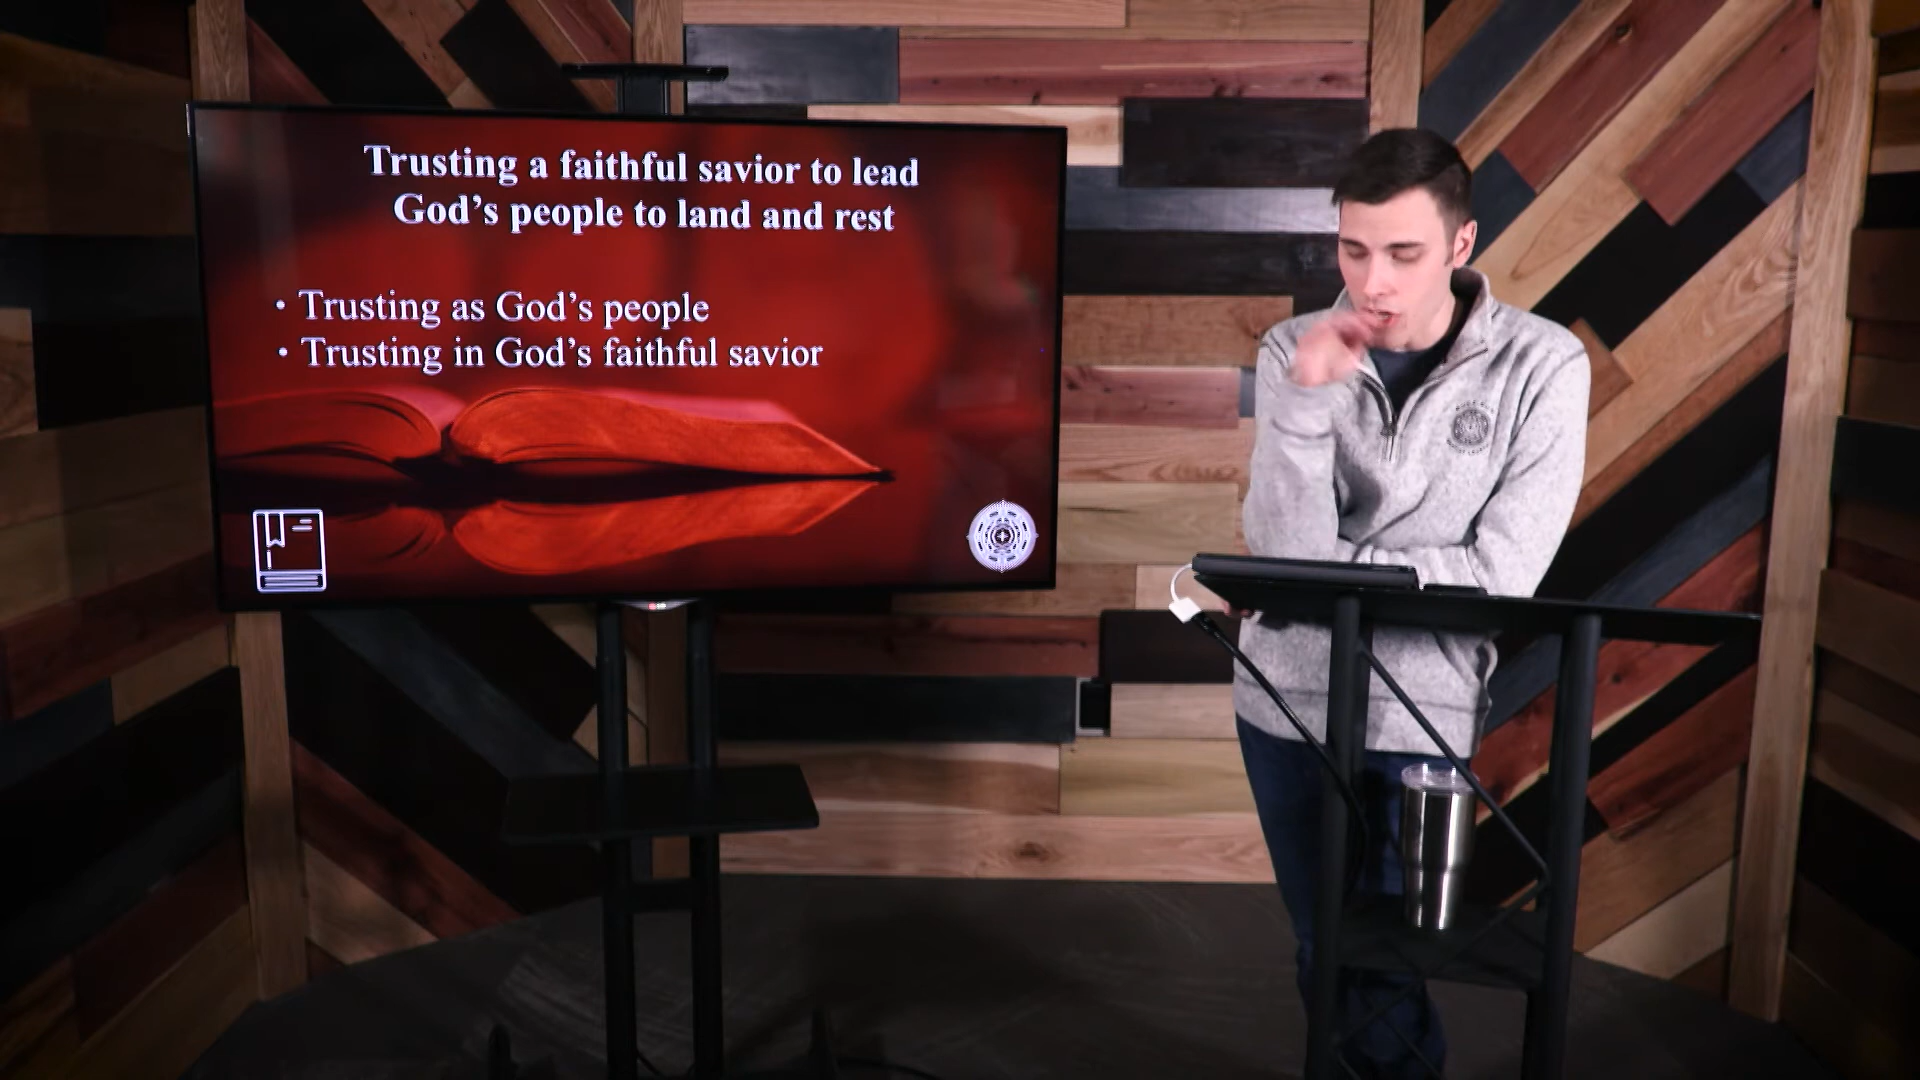 Trusting a faithful savior to lead
God's people to land and rest
• Trusting as God's people
• Trusting in God's faithful savior